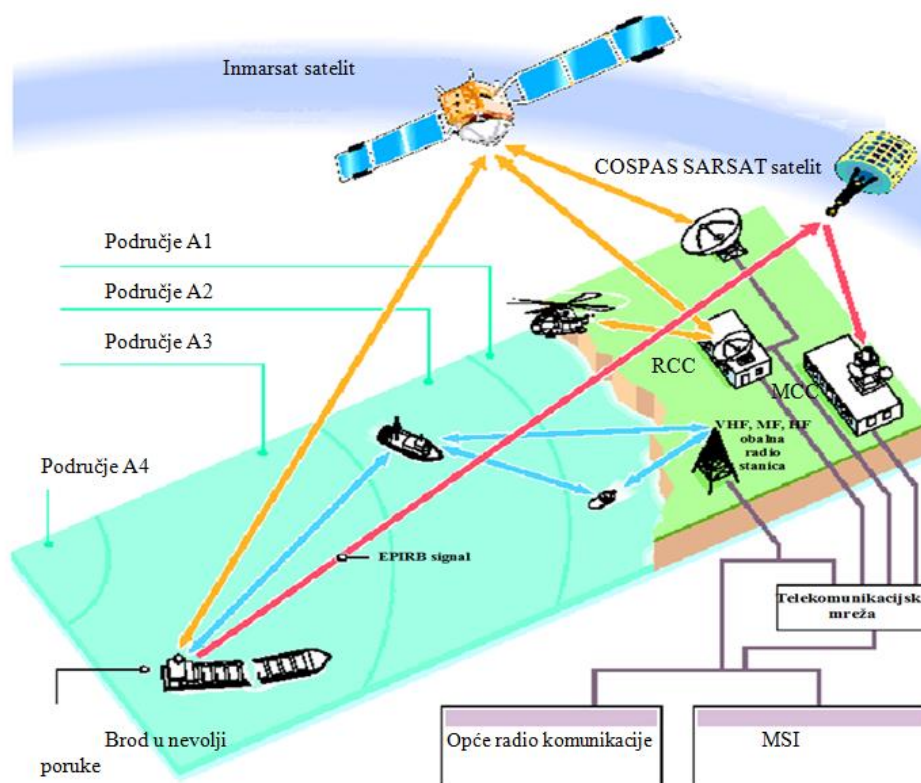 Inmarsat satelit
COSPAS SARSAT satelit
Područje A1
Područje A2
Područje A3
RCC
MCC
VHF, MF, HF
obalna
radio
stanica
Područje A4
EPIRB signal
Telekomunikacijska
mreža
Brod u nevolji
poruke
Opće radio komunikacije
MSI